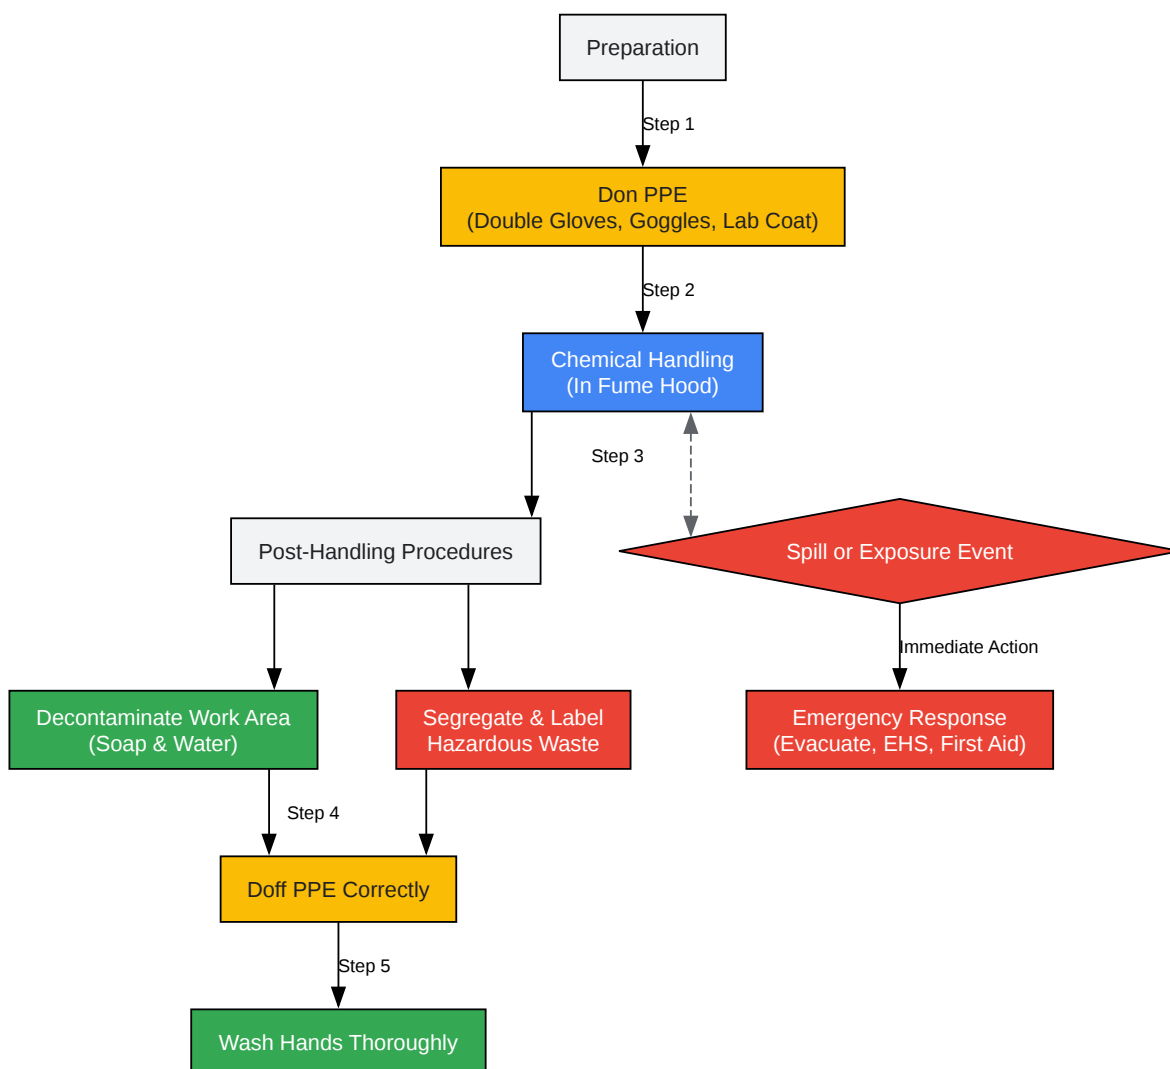 Preparation
Step 1
Don PPE
(Double Gloves, Goggles, Lab Coat)
Step 2
Chemical Handling
(In Fume Hood)
Step 3
Post-Handling Procedures
Spill or Exposure Event
Immediate Action
Decontaminate Work Area
(Soap & Water)
Segregate & Label
Hazardous Waste
Emergency Response
(Evacuate, EHS, First Aid)
Step 4
Doff PPE Correctly
Step 5
Wash Hands Thoroughly